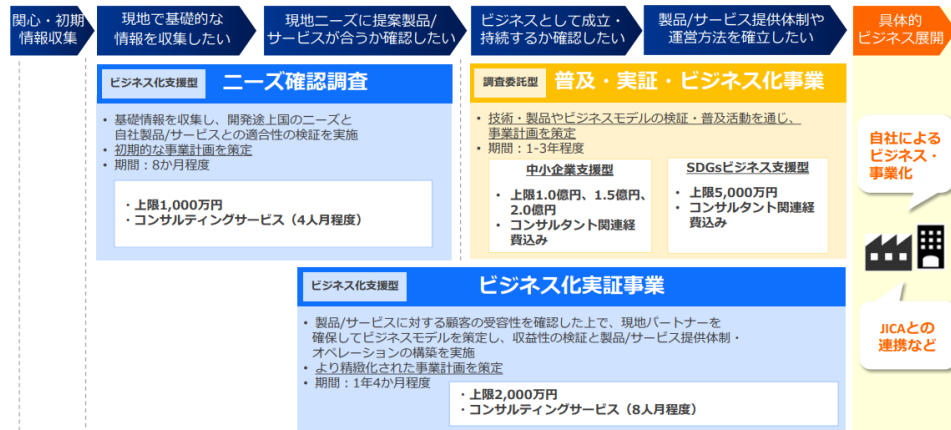 関心・初期
情報収集
現地で基礎的な
情報を収集したい
現地ニーズに提案製品/
サービスが合うか確認したい
ビジネスとして成立・
持続するか確認したい
製品/サービス提供体制や
運営方法を確立したい
具体的
ビジネス展開
ビジネス化支援型
ニーズ確認調査
• 基礎情報を収集し、開発途上国のニーズと
自社製品/サービスとの適合性の検証を実施
• 初期的な事業計画を策定
• 期間：8か月程度
・上限1,000万円
・コンサルティングサービス（4人月程度）
調査委託型
普及・実証・ビジネス化事業
• 技術・製品やビジネスモデルの検証・普及活動を通じ、
事業計画を策定
• 期間：1-3年程度
中小企業支援型
• 上限1.0億円、1.5億円、
2.0億円
• コンサルタント関連経
費込み
SDGsビジネス支援型
• 上限5,000万円
• コンサルタント関連経
費込み
ビジネス化支援型
ビジネス化実証事業
• 製品/サービスに対する顧客の受容性を確認した上で、現地パートナーを
確保してビジネスモデルを策定し、収益性の検証と製品/サービス提供体制・
オペレーションの構築を実施
• より精緻化された事業計画を策定
• 期間：1年4か月程度
・上限2,000万円
・コンサルティングサービス（8人月程度）
自社による
ビジネス・
事業化
JICAとの
連携など